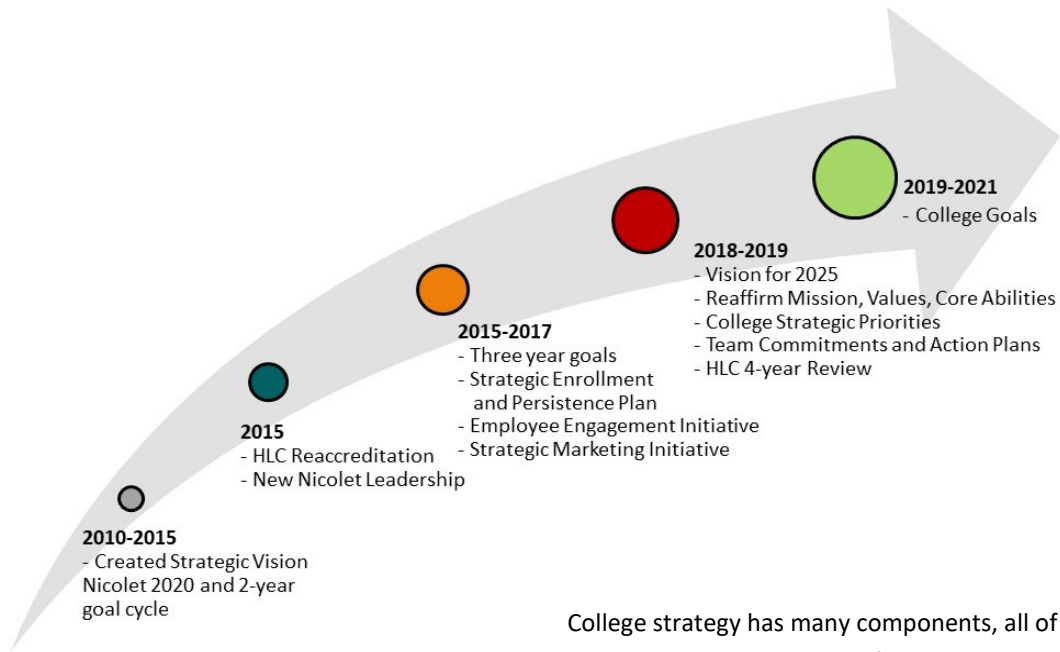 2010-2015
- Created Strategic Vision
Nicolet 2020 and 2-year
goal cycle
2015
- HLC Reaccreditation
- New Nicolet Leadership
2015-2017
- Three year goals
- Strategic Enrollment
and Persistence Plan
- Employee Engagement Initiative
- Strategic Marketing Initiative
2018-2019
- Vision for 2025
- Reaffirm Mission, Values, Core Abilities
- College Strategic Priorities
- Team Commitments and Action Plans
- HLC 4-year Review
2019-2021
- College Goals
College strategy has many components, all of